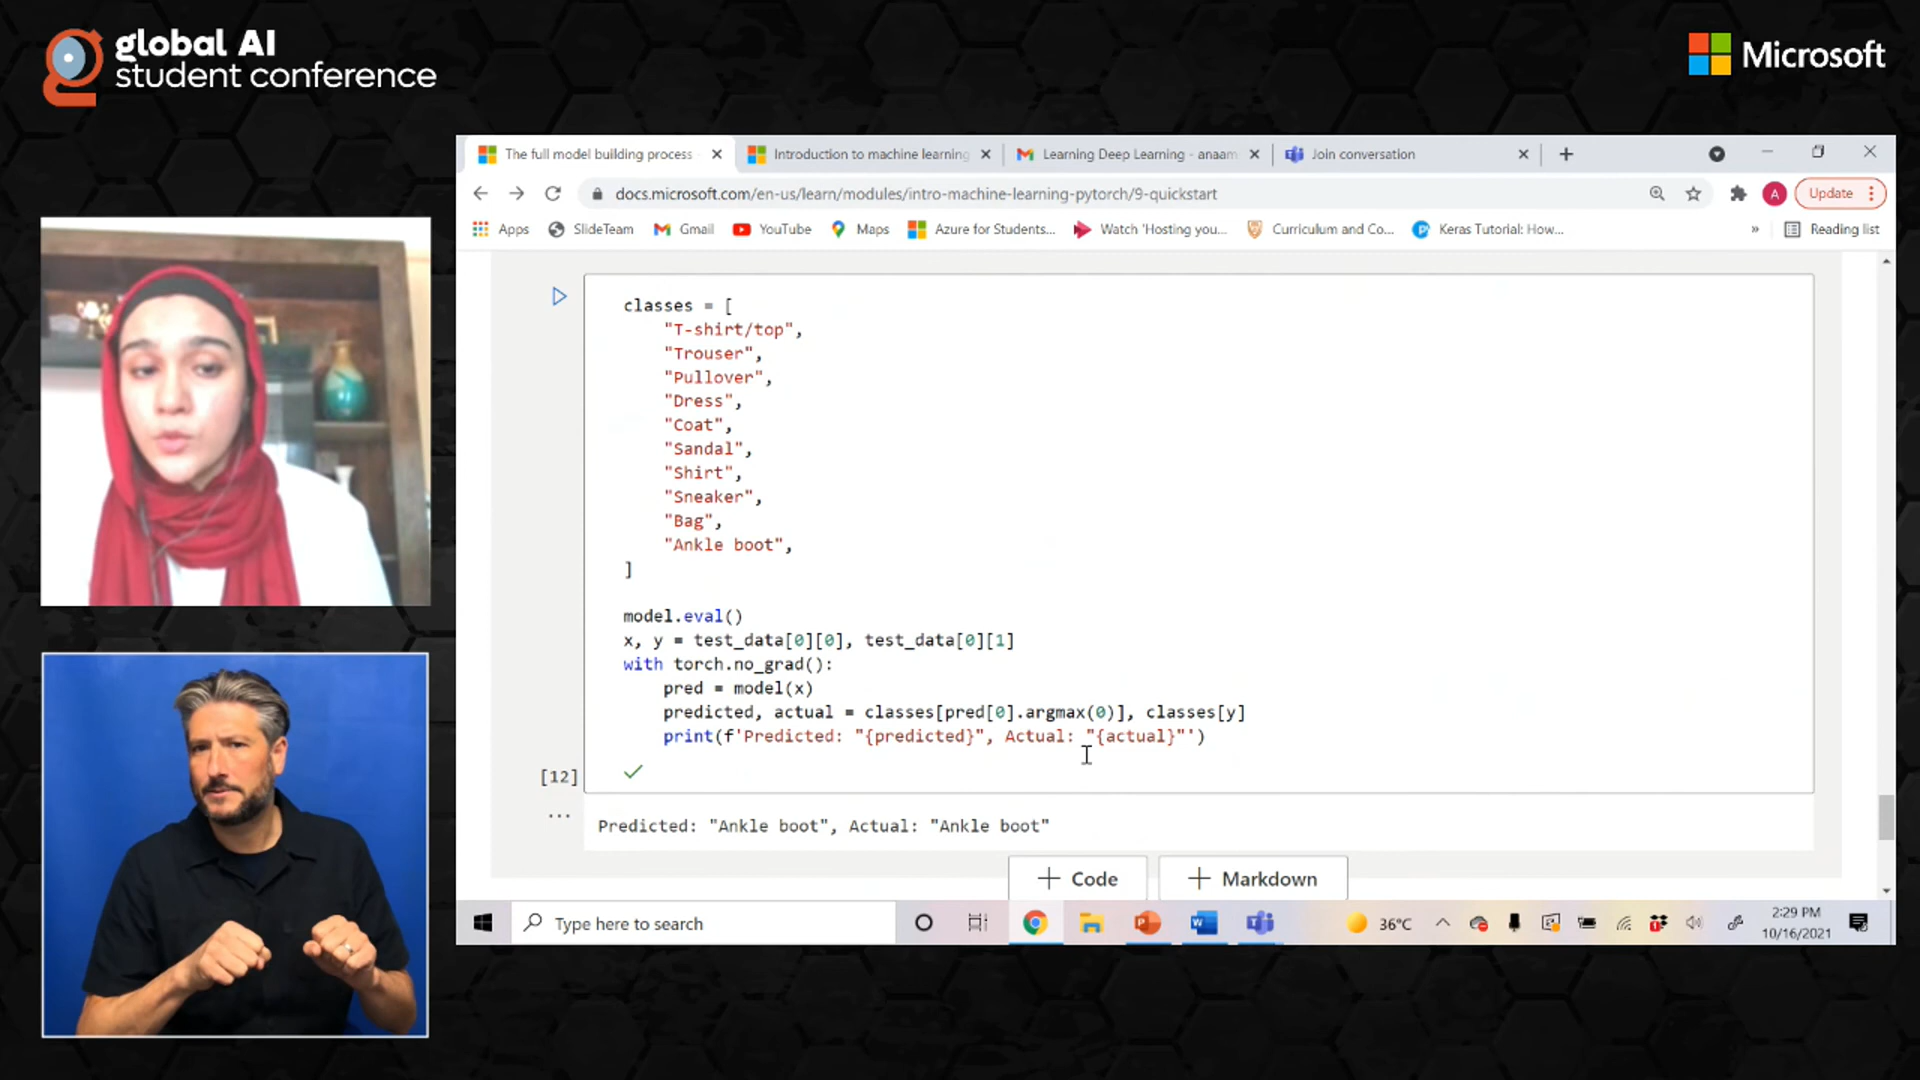 global AI
student conference
Microsoft
The full model building process
Introduction to machine learning
Learning Deep Learning - anaam
Join conversation
docs.microsoft.com/en-us/learn/modules/intro-machine-learning-pytorch/9-quickstart
A
Update
Apps
SlideTeam
Gmail
YouTube
Maps
Azure for Students...
Watch 'Hosting you...
Curriculum and Co...
Keras Tutorial: How...
»
Reading list
classes = [
"T-shirt/top",
"Trouser",
"Pullover",
"Dress",
"Coat",
"Sandal",
"Shirt",
"Sneaker",
"Bag",
"Ankle boot",
]
model.eval()
x, y = test_data[0][0], test_data[0][1]
with torch.no_grad():
pred = model(x)
predicted, actual = classes[pred[0].argmax(0)], classes[y]
print(f'Predicted: "{predicted}", Actual: "{actual}"')
[12]
...
Predicted: "Ankle boot", Actual: "Ankle boot"
+ Code
+ Markdown
Type here to search
36°C
2:29 PM
10/16/2021